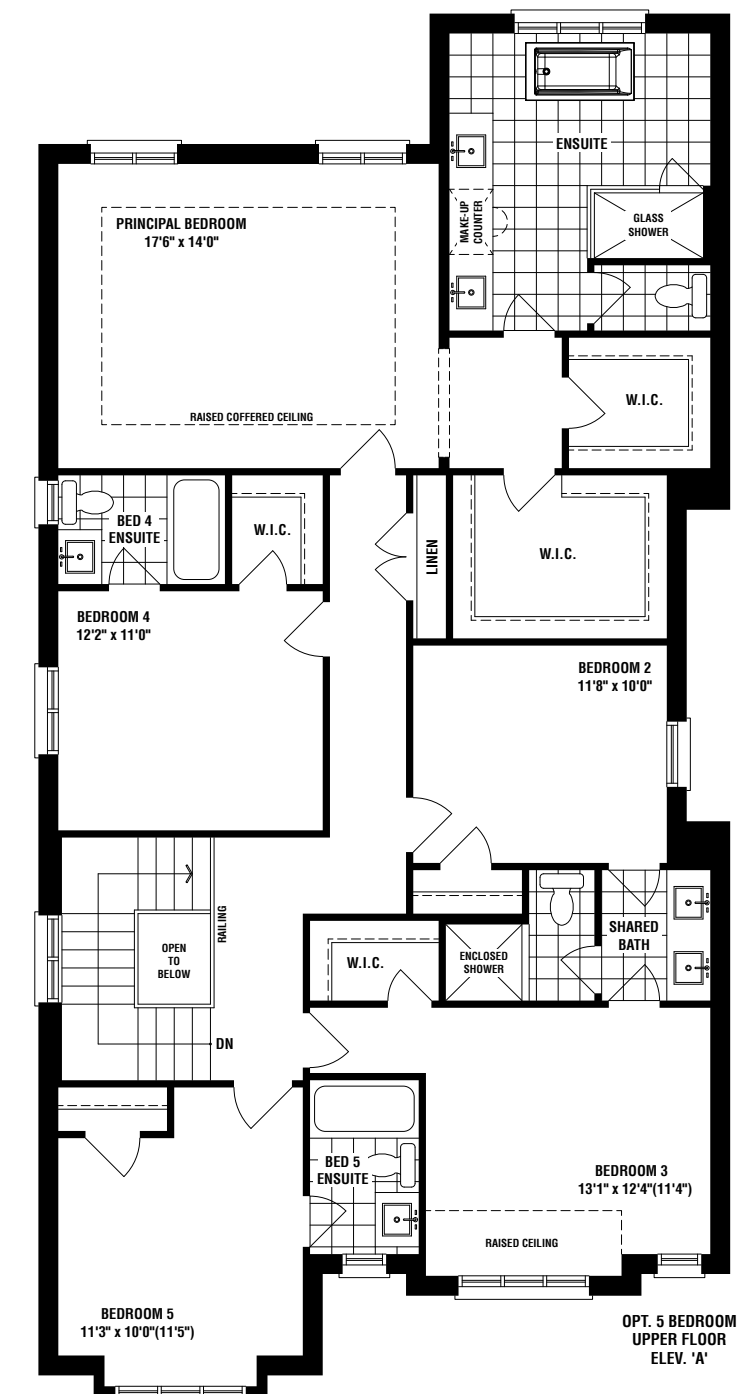 ENSUITE
PRINCIPAL BEDROOM
17'6" x 14'0"
MAKE-UP
COUNTER
GLASS
SHOWER
RAISED COFFERED CEILING
W.I.C.
BED 4
ENSUITE
W.I.C.
LINEN
W.I.C.
BEDROOM 4
12'2" x 11'0"
BEDROOM 2
11'8" x 10'0"
RAILING
OPEN
TO
BELOW
DN
W.I.C.
ENCLOSED
SHOWER
SHARED
BATH
BED 5
ENSUITE
BEDROOM 3
13'1" x 12'4"(11'4")
RAISED CEILING
BEDROOM 5
11'3" x 10'0"(11'5")
OPT. 5 BEDROOM
UPPER FLOOR
ELEV. 'A'